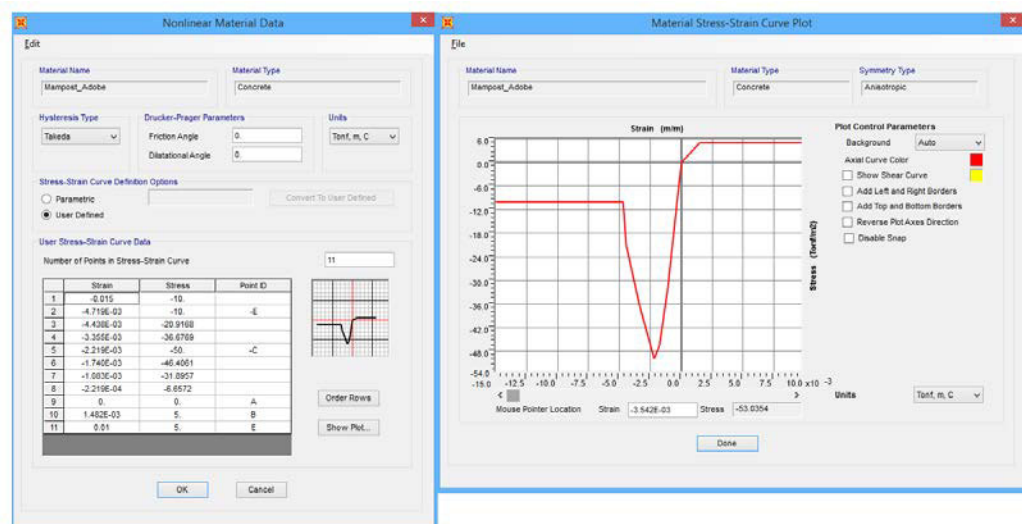 Nonlinear Material Data
Edit
Material Name
Material Type
Mampost_Adobe
Concrete
Hysteresis Type
Drucker-Prager Parameters
Units
Takeda
Friction Angle
0.
Tonf, m, C
Dilatational Angle
0.
Stress-Strain Curve Definition Options
Parametric
Convert To User Defined
User Defined
User Stress-Strain Curve Data
Number of Points in Stress-Strain Curve
11
Strain Stress Point ID
1 -0.015 -10.
2 -4.719E-03 -10. -E
3 -4.438E-03 -20.9168
4 -3.355E-03 -36.6769
5 -2.219E-03 -50. -C
6 -1.740E-03 -46.4061
7 -1.083E-03 -31.8957
8 -2.219E-04 -6.6572
9 0. 0. A
10 1.482E-03 5. B
11 0.01 5. E
Order Rows
Show Plot...
OK
Cancel
Material Stress-Strain Curve Plot
File
Material Name
Material Type
Symmetry Type
Mampost_Adobe
Concrete
Anisotropic
Strain (m/m)
6.0
0.0
-6.0
-12.0
-18.0
-24.0
-30.0
-36.0
-42.0
-48.0
-54.0
-15.0 -12.5 -10.0 -7.5 -5.0 -2.5 0.0 2.5 5.0 7.5 10.0 x10 -3
Stress (Tonf/m2)
Mouse Pointer Location
Strain
-3.542E-03
Stress
-53.0354
Plot Control Parameters
Background
Auto
Axial Curve Color
Show Shear Curve
Add Left and Right Borders
Add Top and Bottom Borders
Reverse Plot Axes Direction
Disable Snap
Units
Tonf, m, C
Done